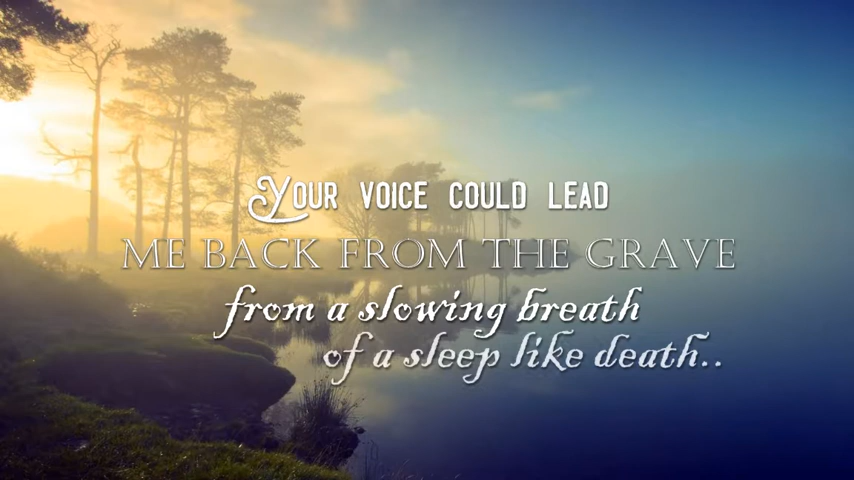 Your voice could lead
me back from the grave
from a slowing breath
of a sleep like death..